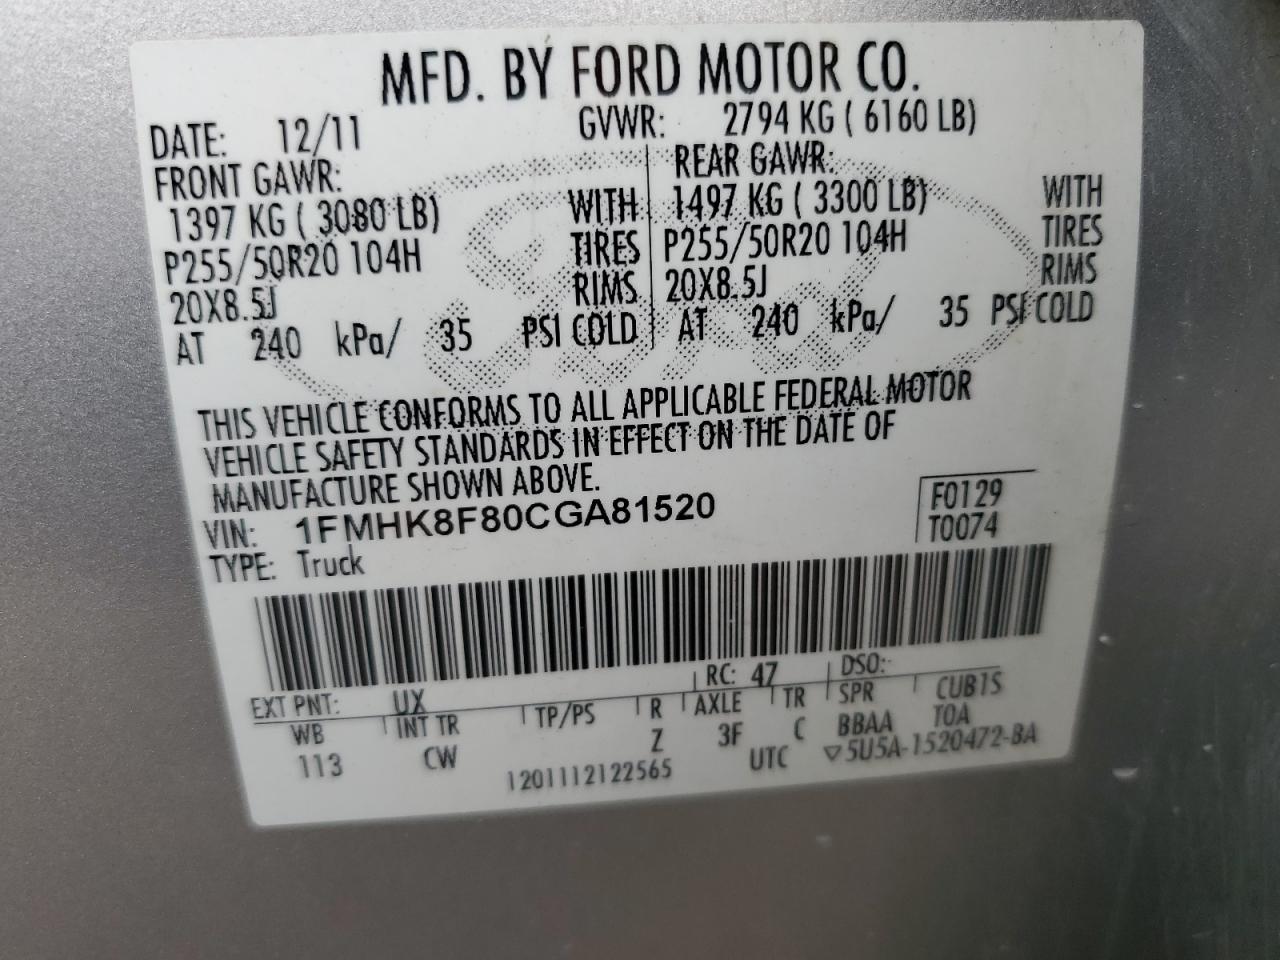 MFD. BY FORD MOTOR CO.
DATE: 12/11 GVWR: 2794 KG ( 6160 LB)
FRONT GAWR: REAR GAWR:
1397 KG ( 3080 LB) WITH 1497 KG ( 3300 LB) WITH
P255/50R20 104H TIRES P255/50R20 104H TIRES
20X8.5J RIMS 20X8.5J RIMS
AT 240 kPa/ 35 PSI COLD AT 240 kPa/ 35 PSI COLD
THIS VEHICLE CONFORMS TO ALL APPLICABLE FEDERAL MOTOR
VEHICLE SAFETY STANDARDS IN EFFECT ON THE DATE OF
MANUFACTURE SHOWN ABOVE.
VIN: 1FMHK8F80CGA81520 F0129
TYPE: Truck T0074
EXT PNT: UX RC: 47 DSO:
WB INT TR TP/PS R AXLE TR SPR CUB1S
113 CW Z 3F C BBAA TOA
1201112122565 UTC ▽5U5A-1520472-BA
Ford